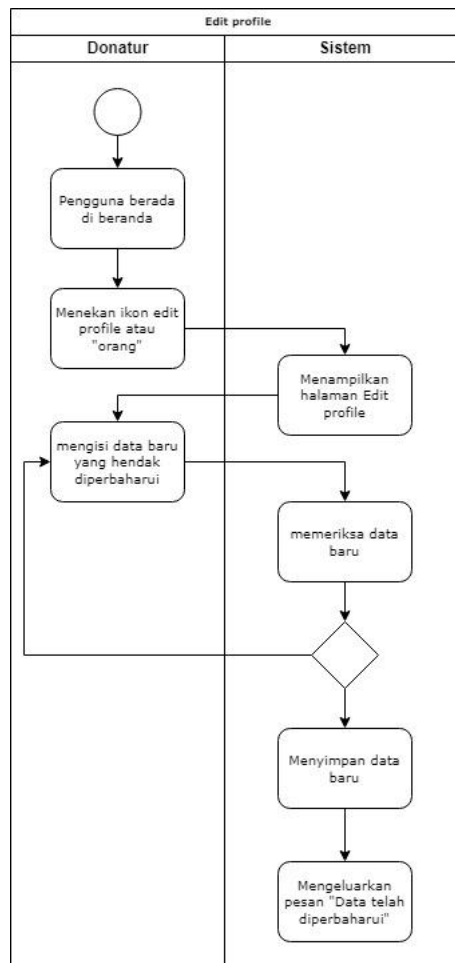 Edit profile
Donatur
Sistem
Pengguna berada
di beranda
Menekan ikon edit
profile atau
"orang"
Menampilkan
halaman Edit
profile
mengisi data baru
yang hendak
diperbaharui
memeriksa data
baru
Menyimpan data
baru
Mengeluarkan
pesan "Data telah
diperbaharui"